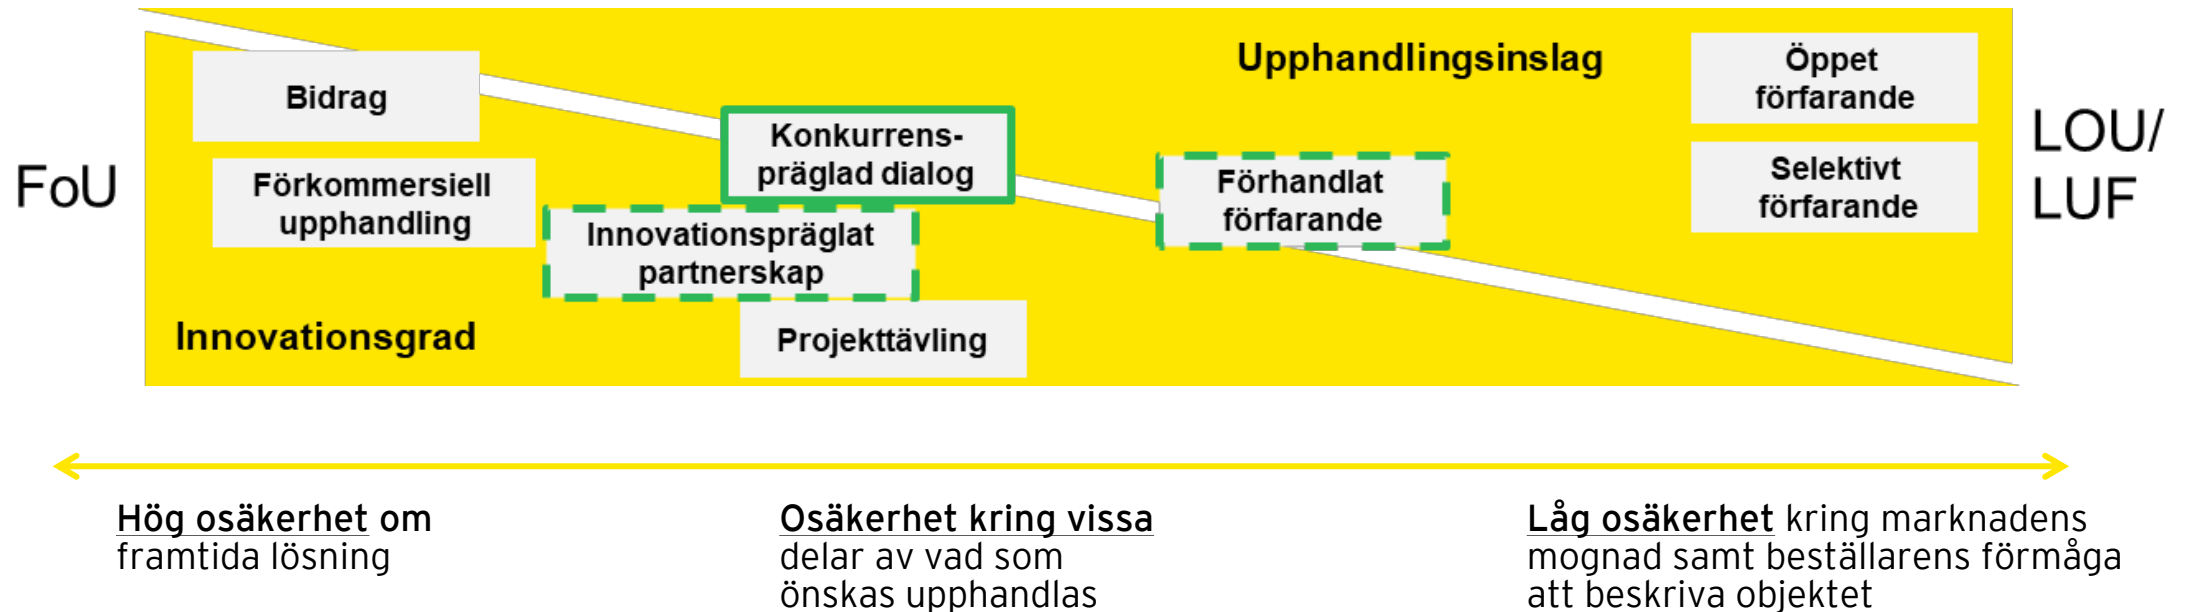 FoU
Bidrag
Förkommersiell
upphandling
Innovationsgrad
Konkurrens-
präglad dialog
Innovationspräglat
partnerskap
Projekttävling
Upphandlingsinslag
Förhandlat
förfarande
Öppet
förfarande
Selektivt
förfarande
LOU/
LUF
Hög osäkerhet om
framtida lösning
Osäkerhet kring vissa
delar av vad som
önskas upphandlas
Låg osäkerhet kring marknadens
mognad samt beställarens förmåga
att beskriva objektet